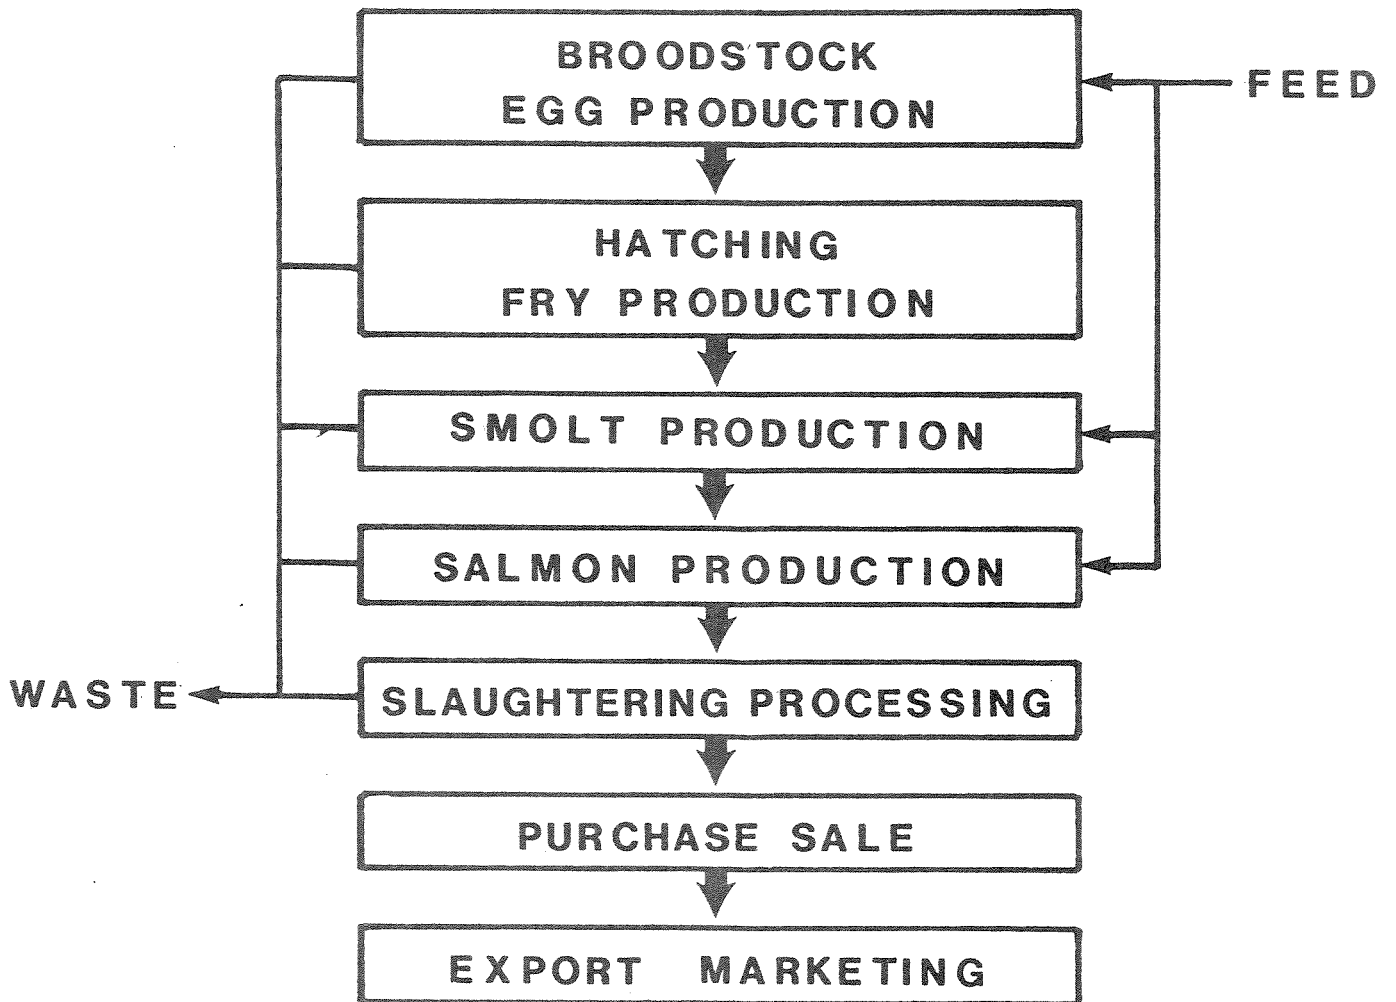 BROODSTOCK
EGG PRODUCTION
FEED
HATCHING
FRY PRODUCTION
SMOLT PRODUCTION
SALMON PRODUCTION
WASTE
SLAUGHTERING PROCESSING
PURCHASE SALE
EXPORT MARKETING